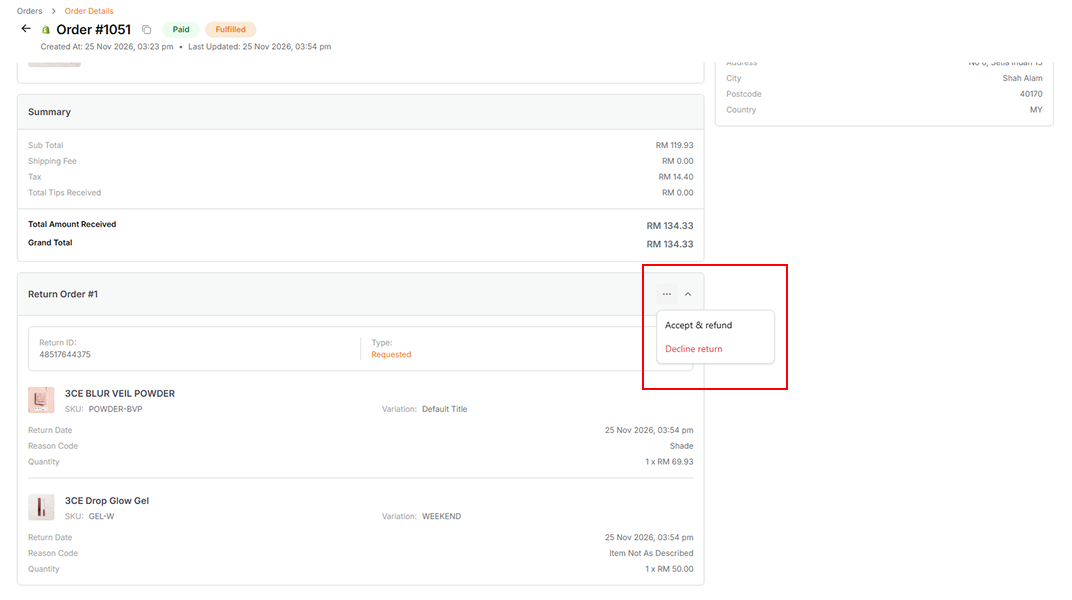 Orders > Order Details
Order #1051 Paid Fulfilled
Created At: 25 Nov 2026, 03:23 pm • Last Updated: 25 Nov 2026, 03:54 pm
Address No 6, Setia Indah 13
City Shah Alam
Postcode 40170
Country MY
Summary
Sub Total RM 119.93
Shipping Fee RM 0.00
Tax RM 14.40
Total Tips Received RM 0.00
Total Amount Received RM 134.33
Grand Total RM 134.33
Return Order #1
Accept & refund
Decline return
Return ID: Type:
48517644375 Requested
3CE BLUR VEIL POWDER
SKU: POWDER-BVP Variation: Default Title
Return Date 25 Nov 2026, 03:54 pm
Reason Code Shade
Quantity 1 x RM 69.93
3CE Drop Glow Gel
SKU: GEL-W Variation: WEEKEND
Return Date 25 Nov 2026, 03:54 pm
Reason Code Item Not As Described
Quantity 1 x RM 50.00